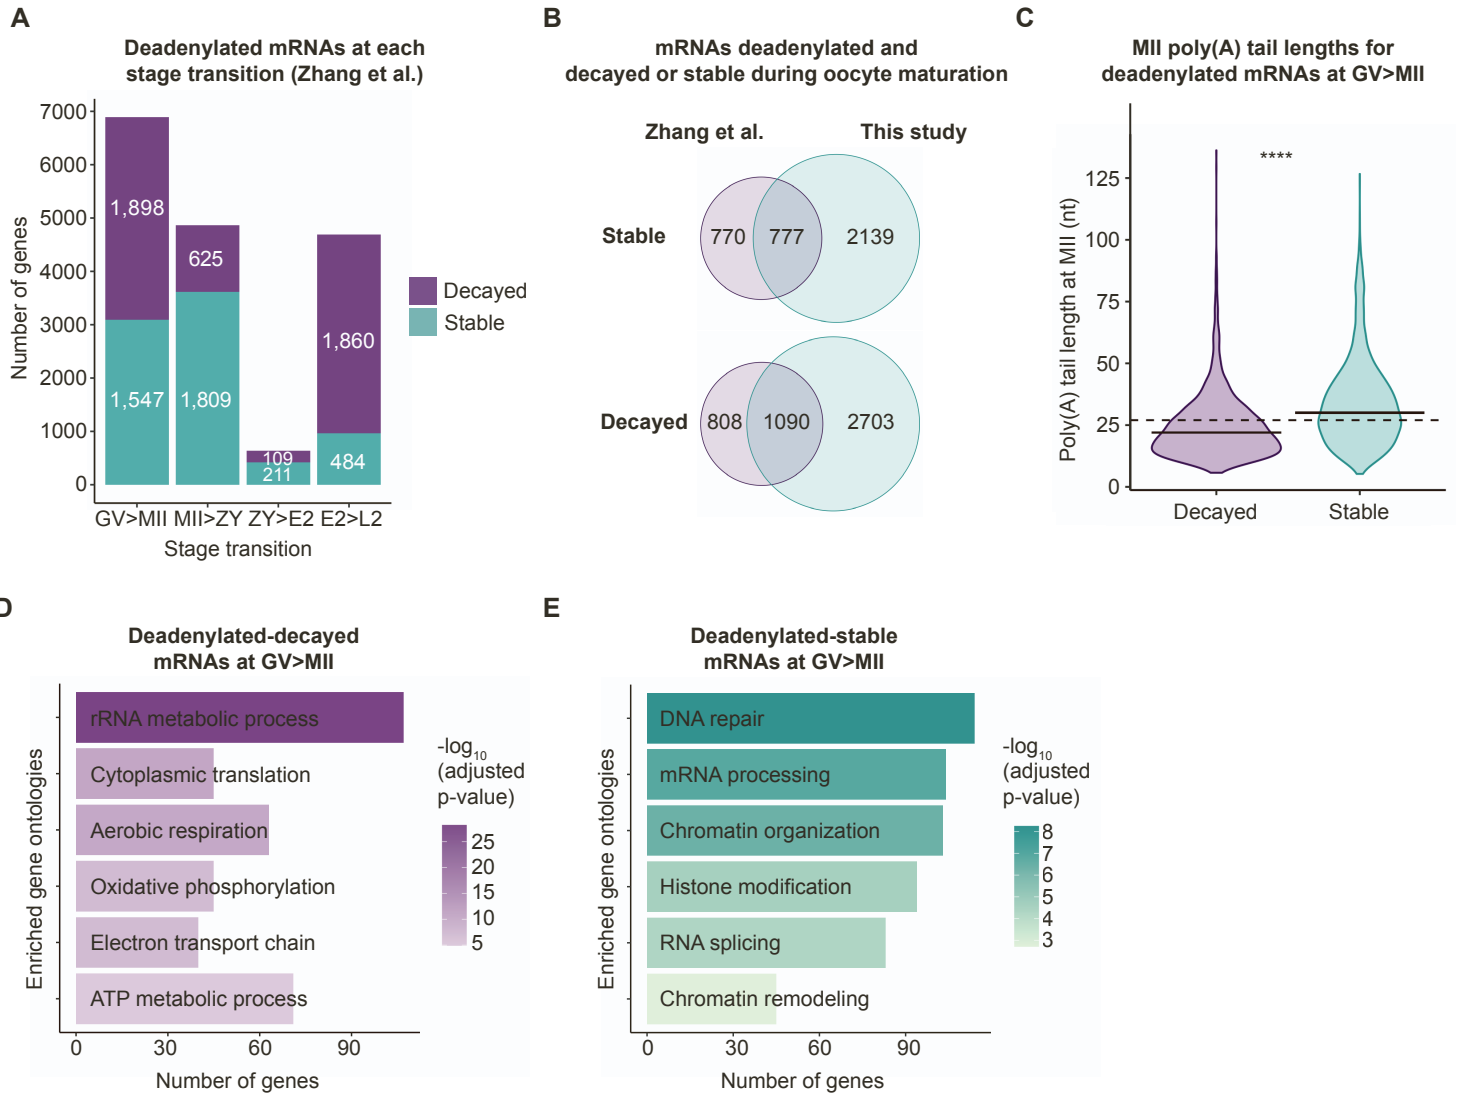 A
Deadenylated mRNAs at each
stage transition (Zhang et al.)
Number of genes
7000
6000
5000
4000
3000
2000
1000
0
1,898
1,547
625
1,809
109
211
1,860
484
GV>MII MII>ZY ZY>E2 E2>L2
Stage transition
Decayed
Stable
B
mRNAs deadenylated and
decayed or stable during oocyte maturation
Zhang et al. This study
Stable 770 777 2139
Decayed 808 1090 2703
C
MII poly(A) tail lengths for
deadenylated mRNAs at GV>MII
Poly(A) tail length at MII (nt)
125
100
75
50
25
0
****
Decayed Stable
D
Deadenylated-decayed
mRNAs at GV>MII
Enriched gene ontologies
rRNA metabolic process
Cytoplasmic translation
Aerobic respiration
Oxidative phosphorylation
Electron transport chain
ATP metabolic process
0 30 60 90
Number of genes
-log10
(adjusted
p-value)
25
20
15
10
5
E
Deadenylated-stable
mRNAs at GV>MII
Enriched gene ontologies
DNA repair
mRNA processing
Chromatin organization
Histone modification
RNA splicing
Chromatin remodeling
0 30 60 90
Number of genes
-log10
(adjusted
p-value)
8
7
6
5
4
3